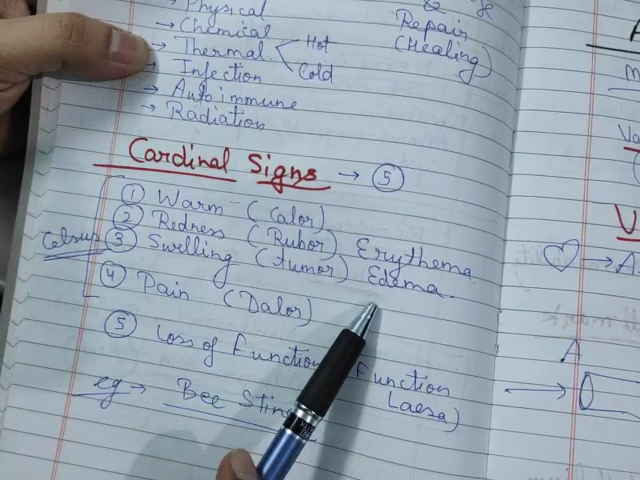 → Physical
→ Chemical
→ Thermal < Hot
Cold
→ Infection
→ Autoimmune
→ Radiation
&
Repair
(Healing)
Cardinal Signs → ⑤
① Warm - (Calor)
② Redness (Rubor) Erythema
Celsus ③ Swelling (tumor) Edema
④ Pain (Dalor)
⑤ Loss of Function Function
Laesa)
eg → Bee Sting
♡ → A
A